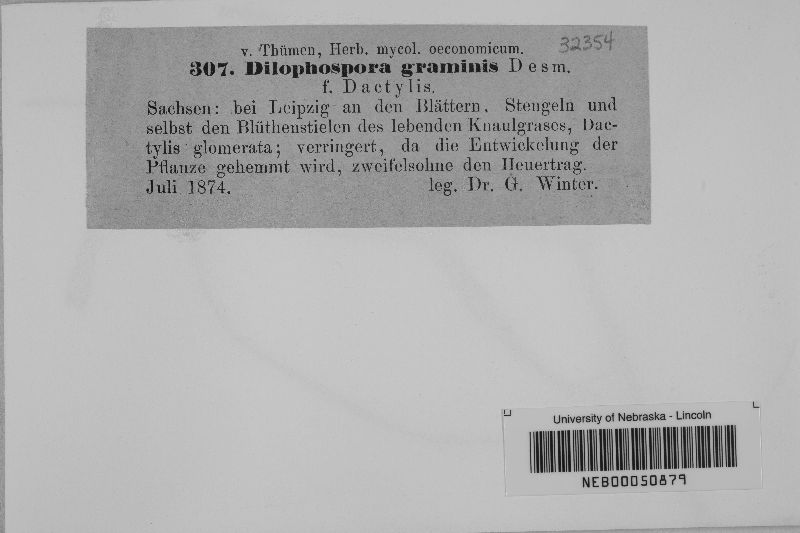 v. Thümen, Herb. mycol. oeconomicum.
32354
307. Dilophospora graminis Desm.
f. Dactylis.
Sachsen: bei Leipzig an den Blättern, Stengeln und
selbst den Blüthenstielen des lebenden Knaulgrases, Dac-
tylis glomerata; verringert, da die Entwickelung der
Pflanze gehemmt wird, zweifelsohne den Heuertrag.
Juli 1874. leg. Dr. G. Winter.
University of Nebraska - Lincoln
NEB00050879